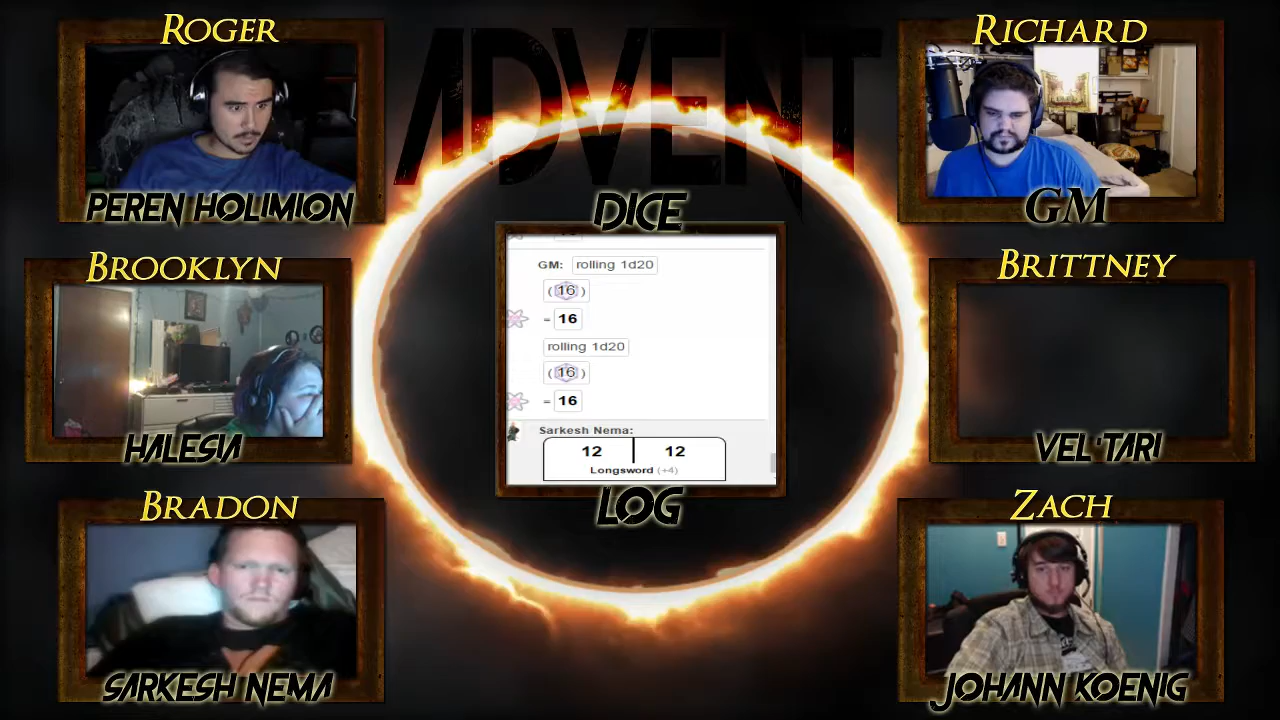 ADVENT
ROGER
PEREN HOLIMION
RICHARD
GM
BROOKLYN
HALESIA
BRITTNEY
VEL'TARI
BRADON
SARKESH NEMA
ZACH
JOHANN KOENIG
DICE
GM: rolling 1d20
(16)
= 16
rolling 1d20
(16)
= 16
Sarkesh Nema:
12 12
Longsword (+4)
LOG